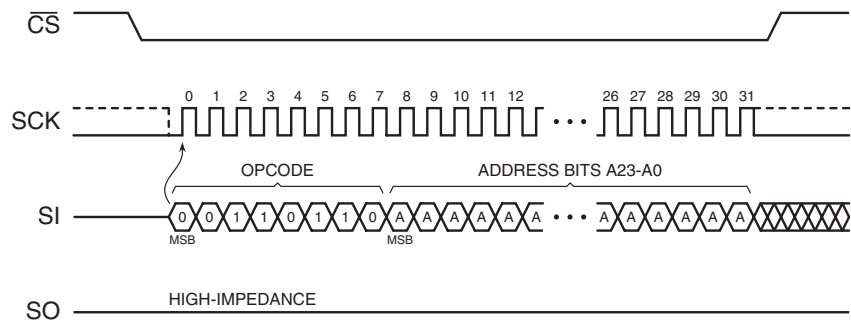 CS
0 1 2 3 4 5 6 7 8 9 10 11 12 26 27 28 29 30 31
SCK
OPCODE ADDRESS BITS A23-A0
SI 0 0 1 1 0 1 1 0 A A A A A A A A A A A A
MSB MSB
HIGH-IMPEDANCE
SO